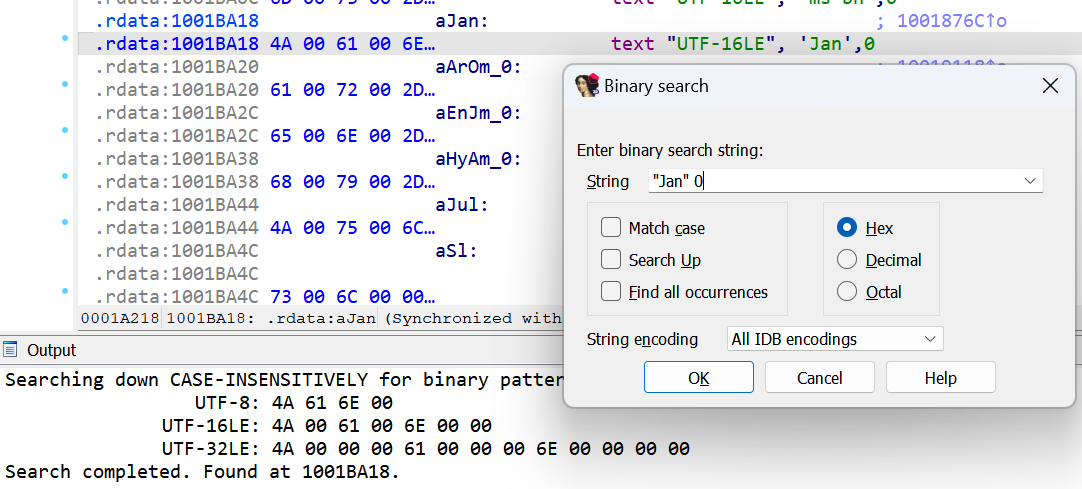 .rdata:1001BA18 aJan: ; 1001876C↑o
.rdata:1001BA18 4A 00 61 00 6E… text "UTF-16LE", 'Jan',0
.rdata:1001BA20 aArOm_0:
.rdata:1001BA20 61 00 72 00 2D…
.rdata:1001BA2C aEnJm_0:
.rdata:1001BA2C 65 00 6E 00 2D…
.rdata:1001BA38 aHyAm_0:
.rdata:1001BA38 68 00 79 00 2D…
.rdata:1001BA44 aJul:
.rdata:1001BA44 4A 00 75 00 6C…
.rdata:1001BA4C aSl:
.rdata:1001BA4C
.rdata:1001BA4C 73 00 6C 00 00…
0001A218 1001BA18: .rdata:aJan (Synchronized with
Binary search
Enter binary search string:
String "Jan" 0
Match case
Search Up
Find all occurrences
Hex
Decimal
Octal
String encoding All IDB encodings
OK Cancel Help
Output
Searching down CASE-INSENSITIVELY for binary patter
UTF-8: 4A 61 6E 00
UTF-16LE: 4A 00 61 00 6E 00 00
UTF-32LE: 4A 00 00 00 61 00 00 00 6E 00 00 00 00
Search completed. Found at 1001BA18.